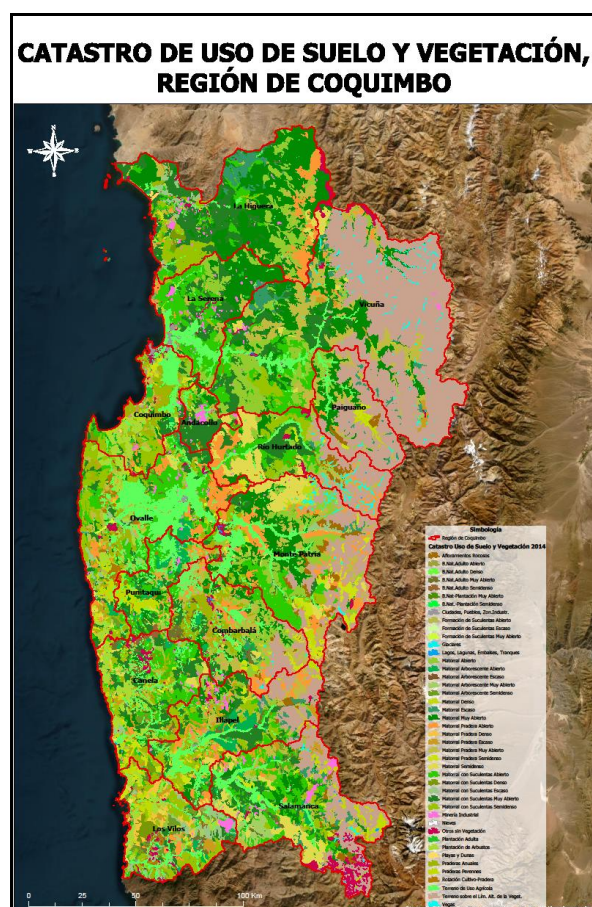 CATASTRO DE USO DE SUELO Y VEGETACIÓN,
REGIÓN DE COQUIMBO
La Higuera
La Serena
Vicuña
Paiguano
Coquimbo
Andacollo
Río Hurtado
Ovalle
Monte Patria
Punitaqui
Combarbalá
Canela
Illapel
Salamanca
Los Vilos
0 25 50 100 Km
Simbología
Región de Coquimbo
Catastro Uso de Suelo y Vegetación 2014
Afloramientos Rocosos
B.Nat.Adulto Abierto
B.Nat.Adulto Denso
B.Nat.Adulto Muy Abierto
B.Nat.Adulto Semidenso
B.Nat-Plantación Muy Abierto
B.Nat.-Plantación Semidenso
Ciudades, Pueblos, Zon.Industr.
Formación de Suculentas Abierto
Formación de Suculentas Escaso
Formación de Suculentas Muy Abierto
Glaciares
Lagos, Lagunas, Embalses, Tranques
Matorral Abierto
Matorral Arborescente Abierto
Matorral Arborescente Escaso
Matorral Arborescente Muy Abierto
Matorral Arborescente Semidenso
Matorral Denso
Matorral Escaso
Matorral Muy Abierto
Matorral Pradera Abierto
Matorral Pradera Denso
Matorral Pradera Escaso
Matorral Pradera Muy Abierto
Matorral Pradera Semidenso
Matorral Semidenso
Matorral con Suculentas Abierto
Matorral con Suculentas Denso
Matorral con Suculentas Escaso
Matorral con Suculentas Muy Abierto
Matorral con Suculentas Semidenso
Minería Industrial
Nieves
Otros sin Vegetación
Plantación Adulta
Plantación de Arbustos
Playas y Dunas
Praderas Anuales
Praderas Perennes
Rotación Cultivo-Pradera
Terreno de Uso Agrícola
Terreno sobre el Lím. Alt. de la Veget.
Vegas